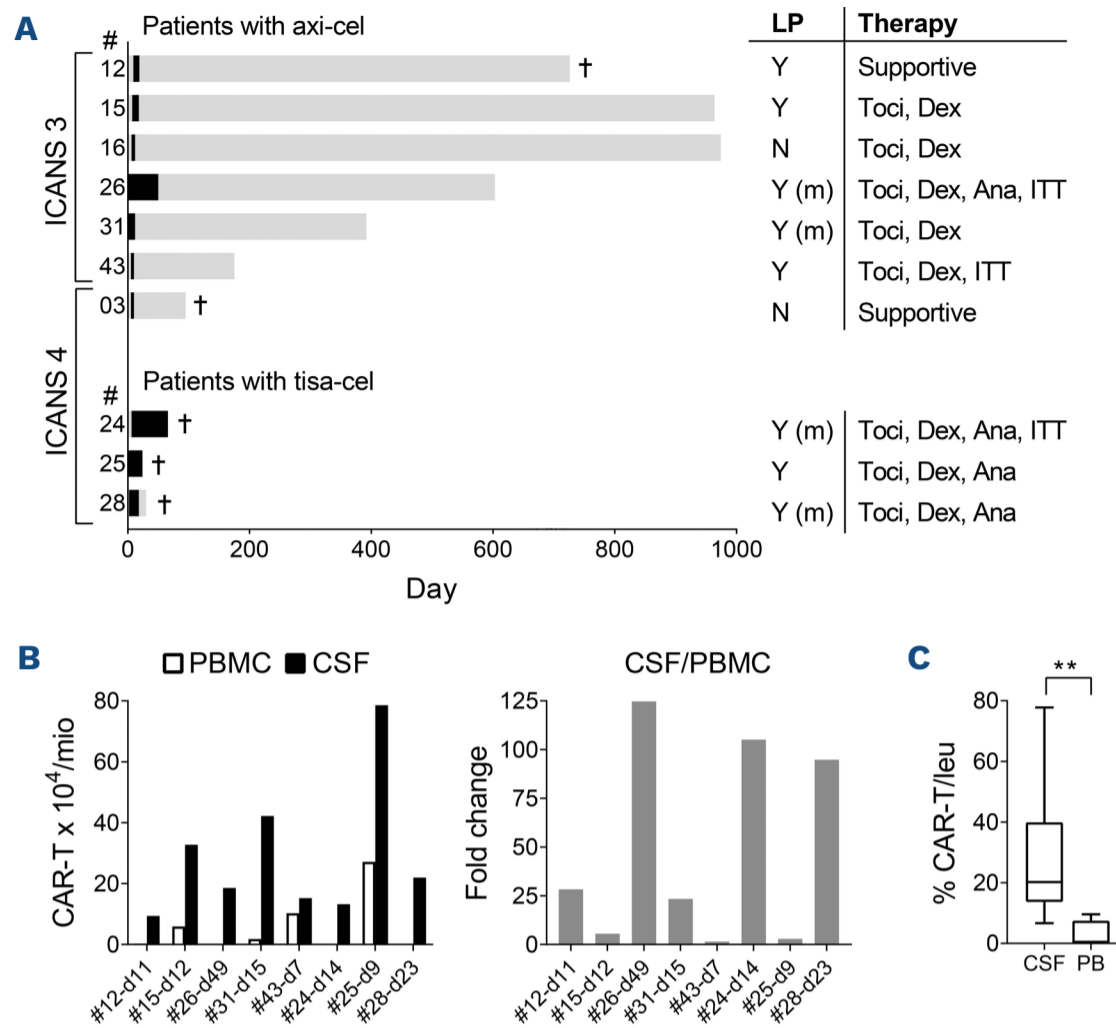 A
Patients with axi-cel
LP Therapy
#
ICANS 3
12 † Y Supportive
15 Y Toci, Dex
16 N Toci, Dex
26 Y (m) Toci, Dex, Ana, ITT
31 Y (m) Toci, Dex
43 Y Toci, Dex, ITT
ICANS 4
03 † N Supportive
Patients with tisa-cel
#
24 † Y (m) Toci, Dex, Ana, ITT
25 † Y Toci, Dex, Ana
28 † Y (m) Toci, Dex, Ana
0 200 400 600 800 1000
Day
B
PBMC CSF
CAR-T x 10⁴/mio
80
60
40
20
0
#12-d11 #15-d12 #26-d49 #31-d15 #43-d7 #24-d14 #25-d9 #28-d23
CSF/PBMC
Fold change
125
100
75
50
25
0
#12-d11 #15-d12 #26-d49 #31-d15 #43-d7 #24-d14 #25-d9 #28-d23
C
**
% CAR-T/leu
80
60
40
20
0
CSF PB